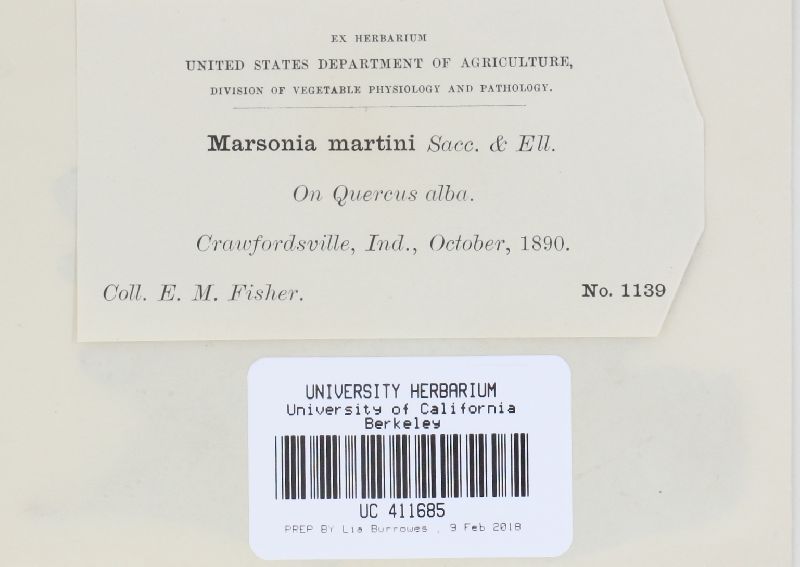 EX HERBARIUM
UNITED STATES DEPARTMENT OF AGRICULTURE,
DIVISION OF VEGETABLE PHYSIOLOGY AND PATHOLOGY.
Marsonia martini Sacc. & Ell.
On Quercus alba.
Crawfordsville, Ind., October, 1890.
Coll. E. M. Fisher. No. 1139
UNIVERSITY HERBARIUM
University of California
Berkeley
UC 411685
PREP BY Lia Burrowes , 9 Feb 2018